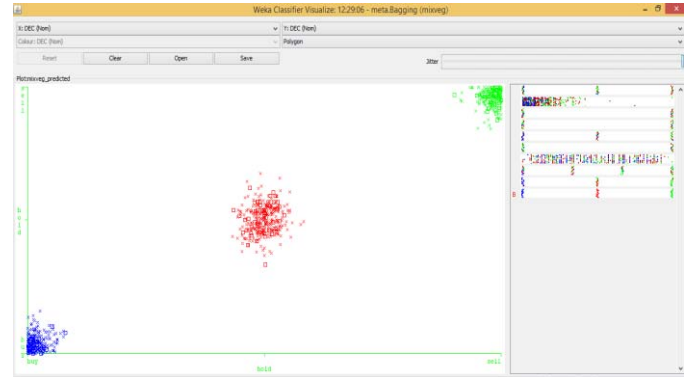 Weka Classifier Visualize: 12:29:06 - meta.Bagging (mixveg)
X: DEC (Nom)
Y: DEC (Nom)
Colour: DEC (Nom)
Polygon
Reset
Clear
Open
Save
Jitter
Plot:mixveg_predicted
sell
hold
buy
buy
hold
sell